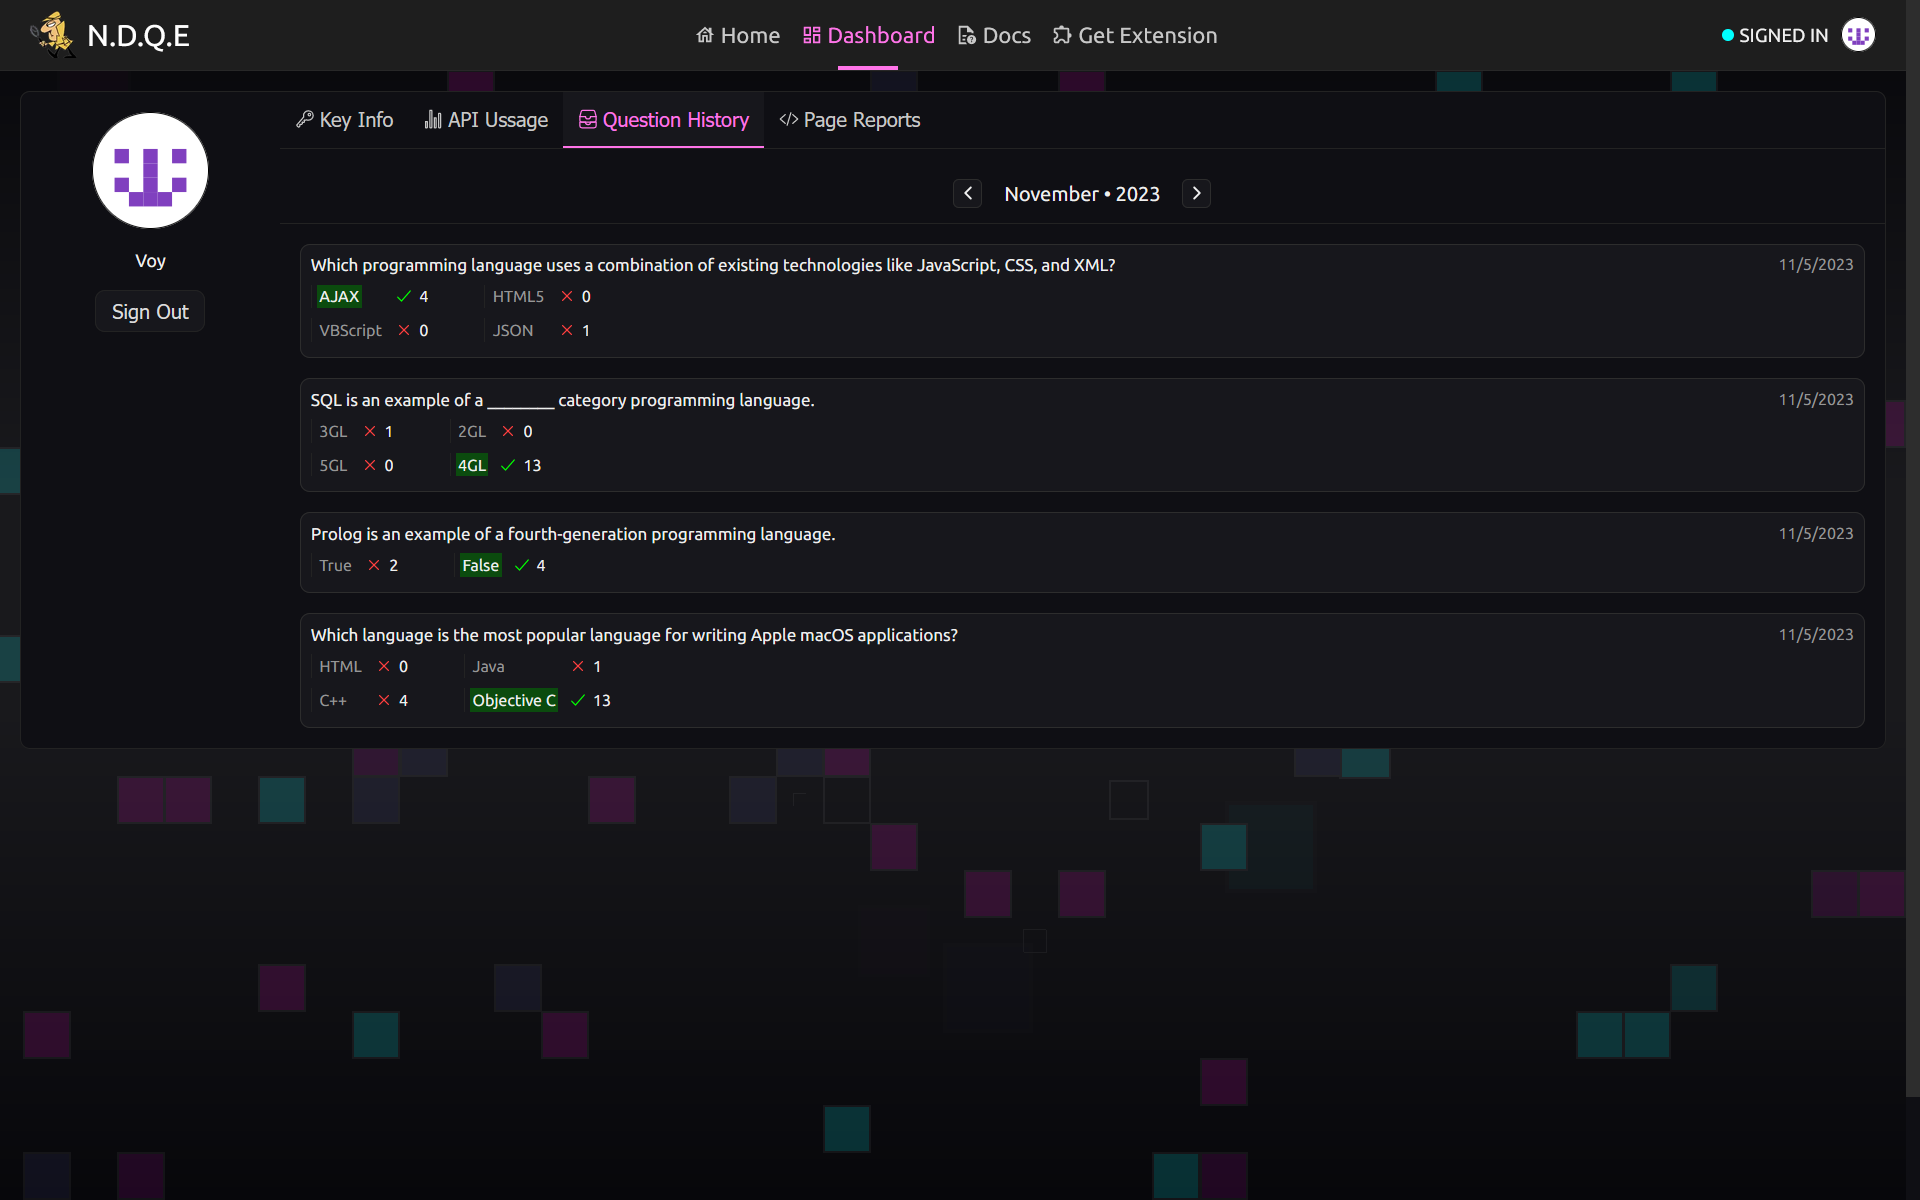 N.D.Q.E
Home Dashboard Docs Get Extension
SIGNED IN
Voy
Sign Out
Key Info API Ussage Question History Page Reports
November • 2023
Which programming language uses a combination of existing technologies like JavaScript, CSS, and XML? 11/5/2023
AJAX 4 HTML5 0
VBScript 0 JSON 1
SQL is an example of a ________ category programming language. 11/5/2023
3GL 1 2GL 0
5GL 0 4GL 13
Prolog is an example of a fourth-generation programming language. 11/5/2023
True 2 False 4
Which language is the most popular language for writing Apple macOS applications? 11/5/2023
HTML 0 Java 1
C++ 4 Objective C 13